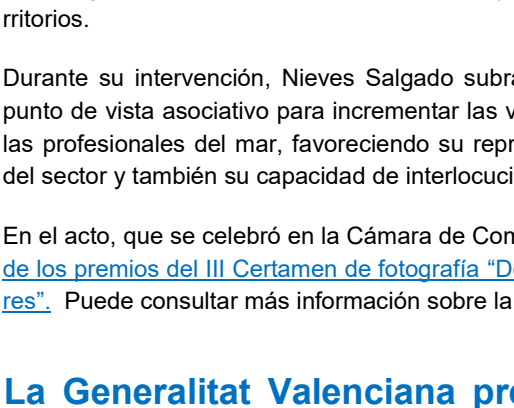 rritorios.
Durante su intervención, Nieves Salgado subra
punto de vista asociativo para incrementar las v
las profesionales del mar, favoreciendo su repr
del sector y también su capacidad de interlocuci
En el acto, que se celebró en la Cámara de Com
de los premios del III Certamen de fotografía “De
res”. Puede consultar más información sobre la
La Generalitat Valenciana pre